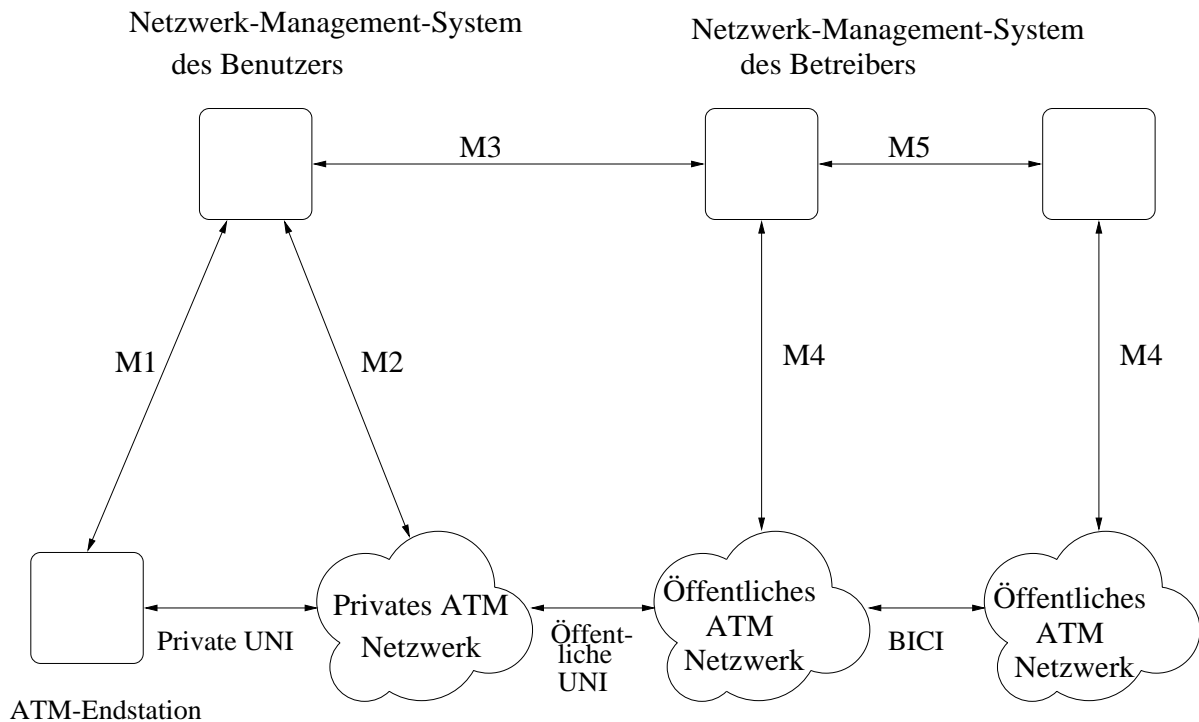 Netzwerk-Management-System
des Benutzers
Netzwerk-Management-System
des Betreibers
M3
M5
M1
M2
M4
M4
Privates ATM
Netzwerk
Öffentliches
ATM
Netzwerk
Öffentliches
ATM
Netzwerk
Private UNI
Öffent-
liche
UNI
BICI
ATM-Endstation